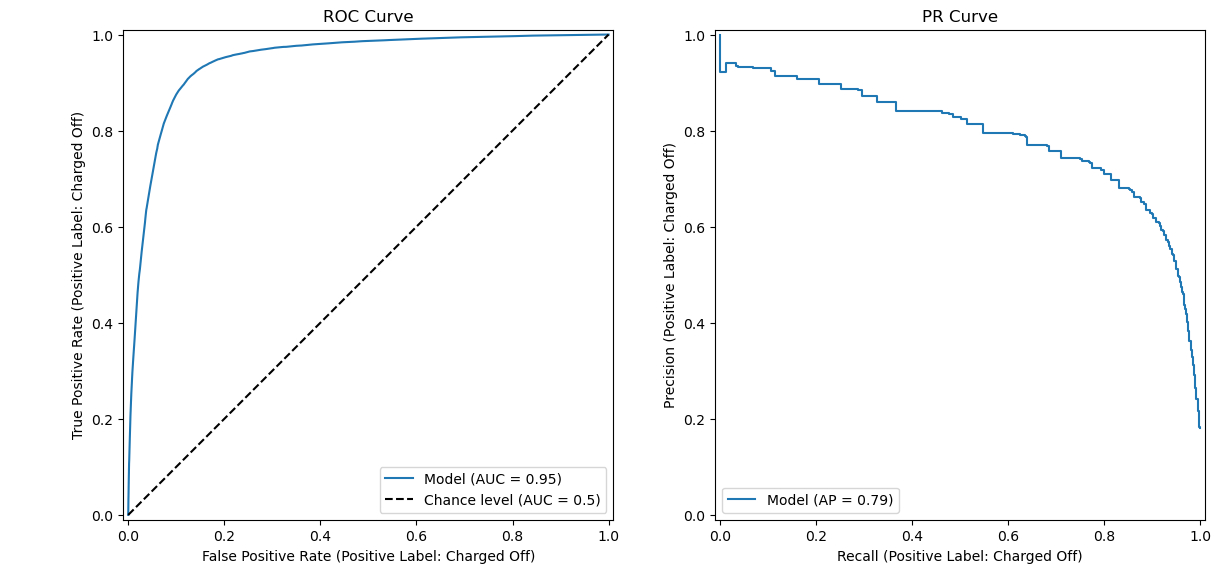 ROC Curve
1.0
0.8
0.6
0.4
0.2
0.0
True Positive Rate (Positive Label: Charged Off)
Model (AUC = 0.95)
Chance level (AUC = 0.5)
0.0 0.2 0.4 0.6 0.8 1.0
False Positive Rate (Positive Label: Charged Off)
PR Curve
1.0
0.8
0.6
0.4
0.2
0.0
Precision (Positive Label: Charged Off)
Model (AP = 0.79)
0.0 0.2 0.4 0.6 0.8 1.0
Recall (Positive Label: Charged Off)